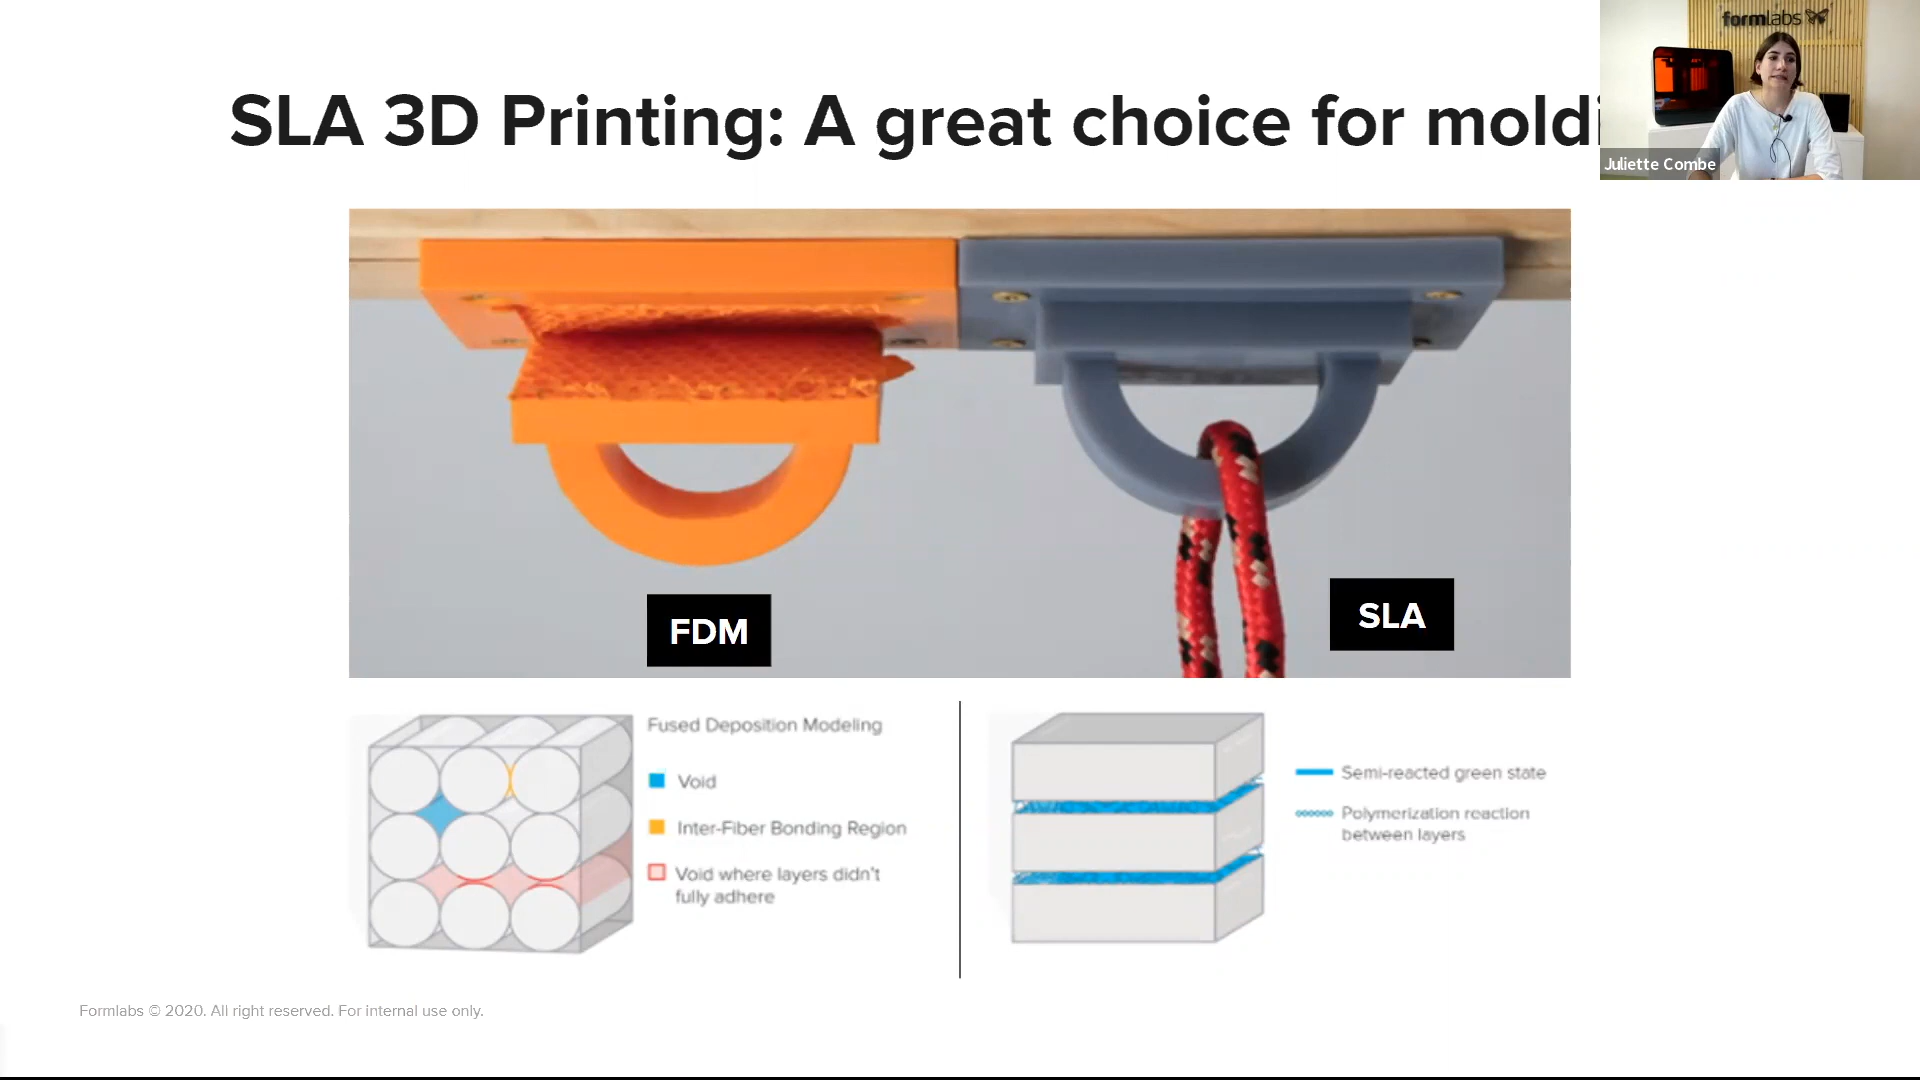 formlabs
SLA 3D Printing: A great choice for moldi
Juliette Combe
FDM
SLA
Fused Deposition Modeling
Void
Inter-Fiber Bonding Region
Void where layers didn't
fully adhere
Semi-reacted green state
Polymerization reaction
between layers
Formlabs © 2020. All right reserved. For internal use only.